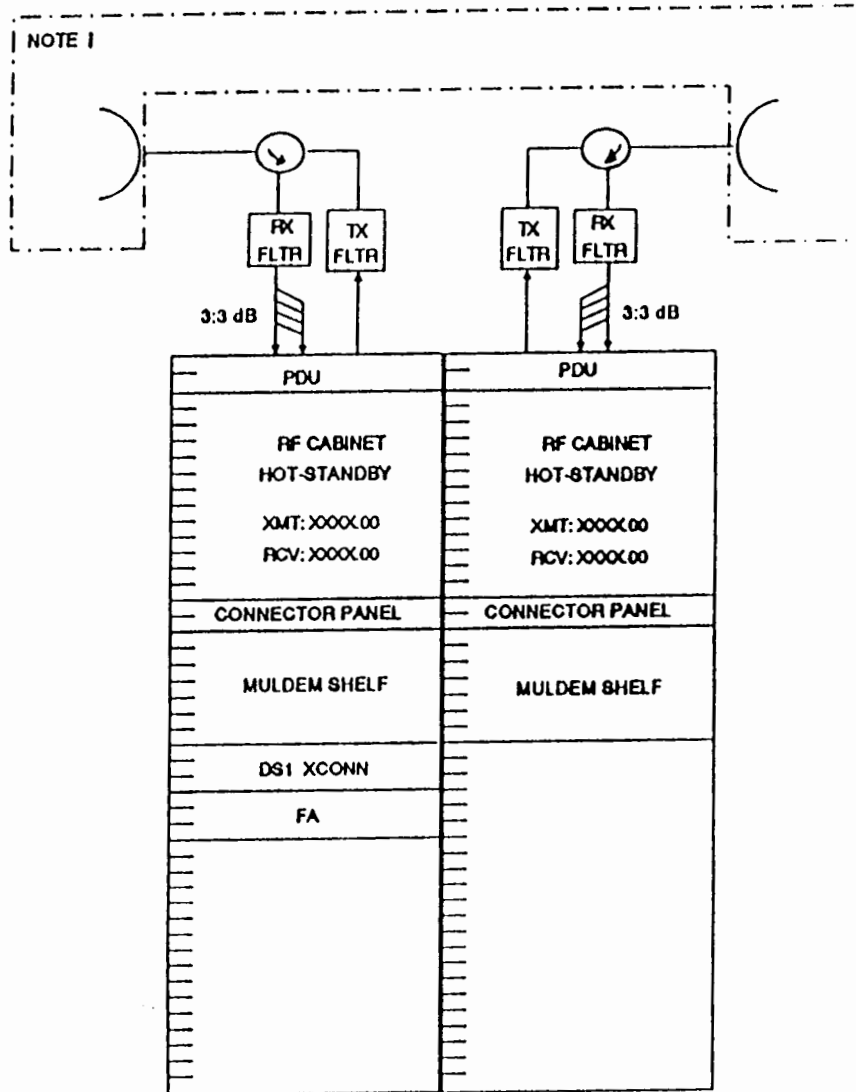 NOTE 1
RX
FLTR
TX
FLTR
TX
FLTR
RX
FLTR
3:3 dB
3:3 dB
PDU
PDU
RF CABINET
HOT-STANDBY
XMT: XXXX.00
RCV: XXXX.00
RF CABINET
HOT-STANDBY
XMT: XXXX.00
RCV: XXXX.00
CONNECTOR PANEL
CONNECTOR PANEL
MULDEM SHELF
MULDEM SHELF
DS1 XCONN
FA